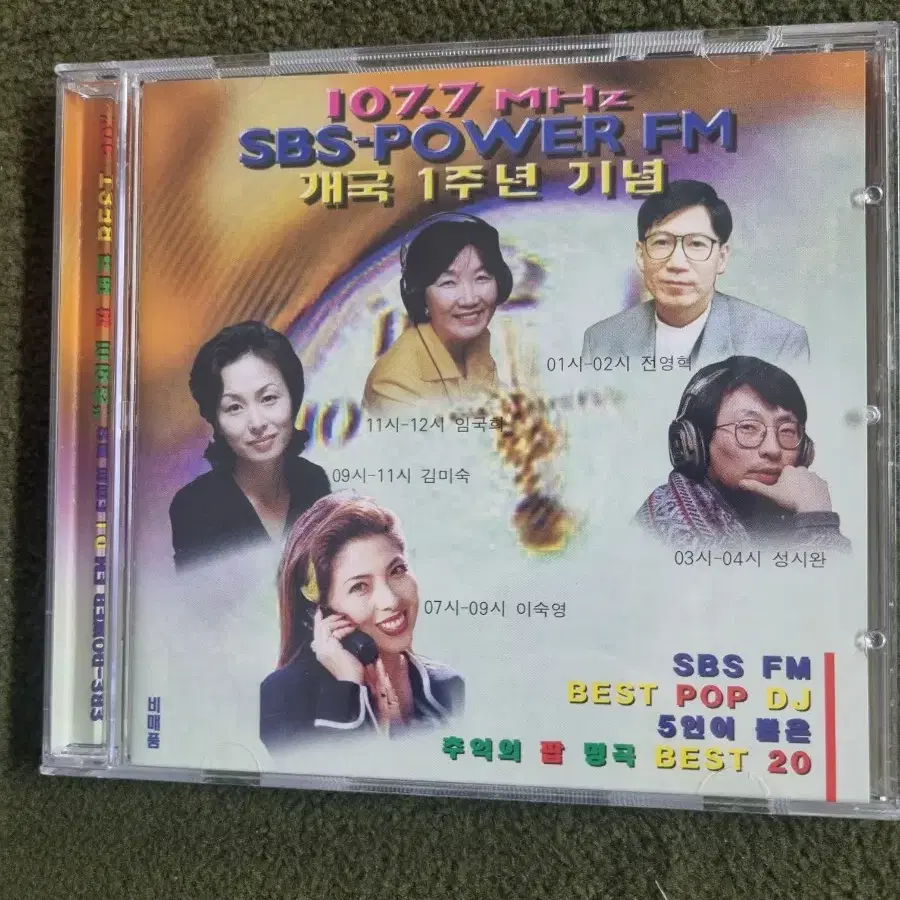 107.7 MHz
SBS-POWER FM
개국 1주년 기념
01시-02시 전영혁
11시-12시 임국희
09시-11시 김미숙
03시-04시 성시완
07시-09시 이숙영
SBS FM
BEST POP DJ
5인이 뽑은
추억의 팝 명곡 BEST 20
비매품
SBS-POWER FM